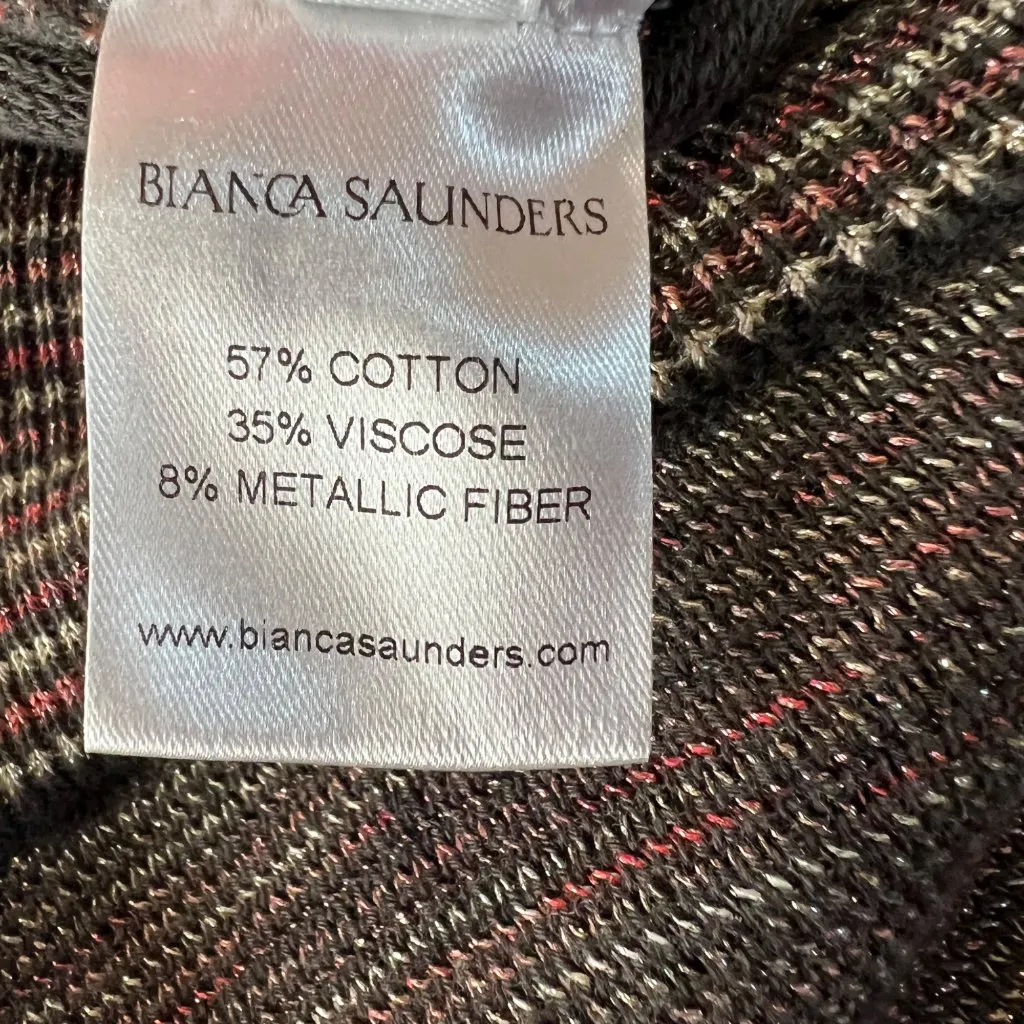 BIANCA SAUNDERS
57% COTTON
35% VISCOSE
8% METALLIC FIBER
www.biancasaunders.com